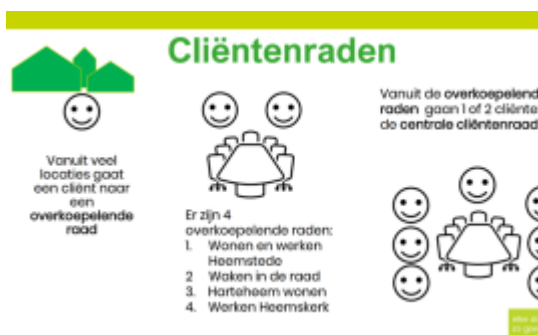 Cliëntenraden
Vanuit veel
locaties gaat
een cliënt naar
een
overkoepelende
raad
Er zijn 4
overkoepelende raden:
1. Wonen en werken
Heemstede
2 Waken in de raad
3. Harteheem wonen
4. Werken Heemskerk
Vanuit de overkoepelend
raden gaan 1 of 2 cliënte
de centrale cliëntenraad